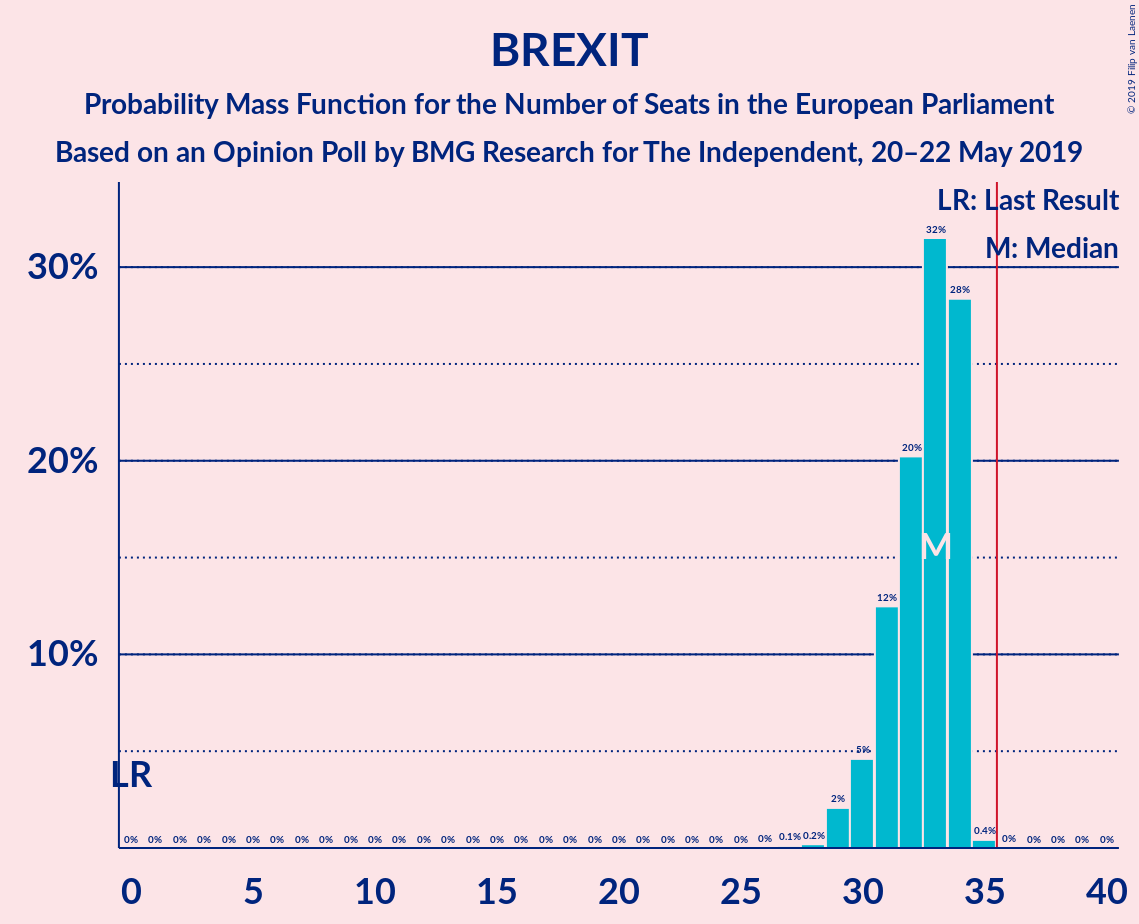 BREXIT
Probability Mass Function for the Number of Seats in the European Parliament
Based on an Opinion Poll by BMG Research for The Independent, 20–22 May 2019
© 2019 Filip van Laenen
LR: Last Result
M: Median
30%
20%
10%
32%
28%
20%
M
12%
5%
LR
2%
0% 0% 0% 0% 0% 0% 0% 0% 0% 0% 0% 0% 0% 0% 0% 0% 0% 0% 0% 0% 0% 0% 0% 0% 0% 0% 0% 0.1% 0.2% 0.4% 0% 0% 0% 0% 0%
0 5 10 15 20 25 30 35 40